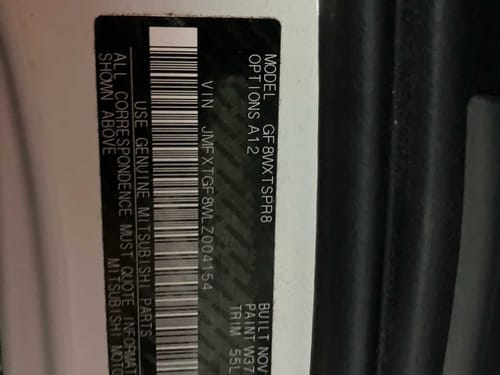 MODEL GF8WXTSPR8 BUILT NOV
OPTIONS A12 PAINT W37
TRIM 55L
VIN JMFXTGF8WLZ004154
USE GENUINE MITSUBISHI PARTS
ALL CORRESPONDENCE MUST QUOTE INFORMAT
SHOWN ABOVE MITSUBISHI MOTO